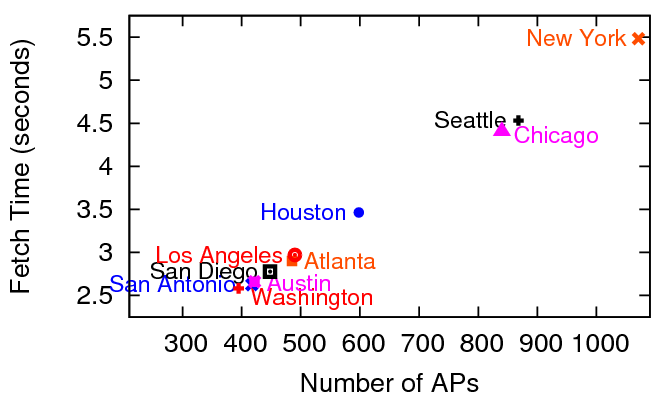 5.5
New York
5
4.5
Seattle
Chicago
4
3.5
Houston
3
Los Angeles
Atlanta
San Diego
San Antonio
Austin
2.5
Washington
Fetch Time (seconds)
300 400 500 600 700 800 900 1000
Number of APs